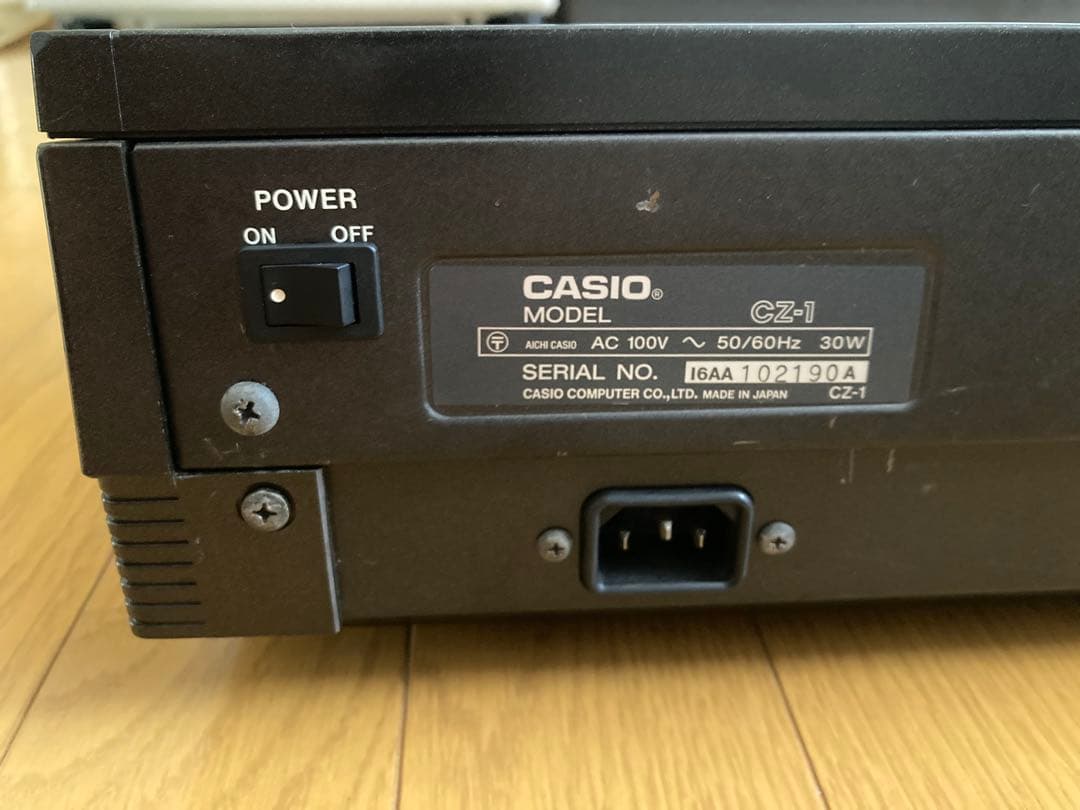 POWER
ON OFF
CASIO®
MODEL CZ-1
〒 AICHI CASIO AC 100V ~ 50/60Hz 30W
SERIAL NO. I6AA 102190 A
CASIO COMPUTER CO.,LTD. MADE IN JAPAN CZ-1